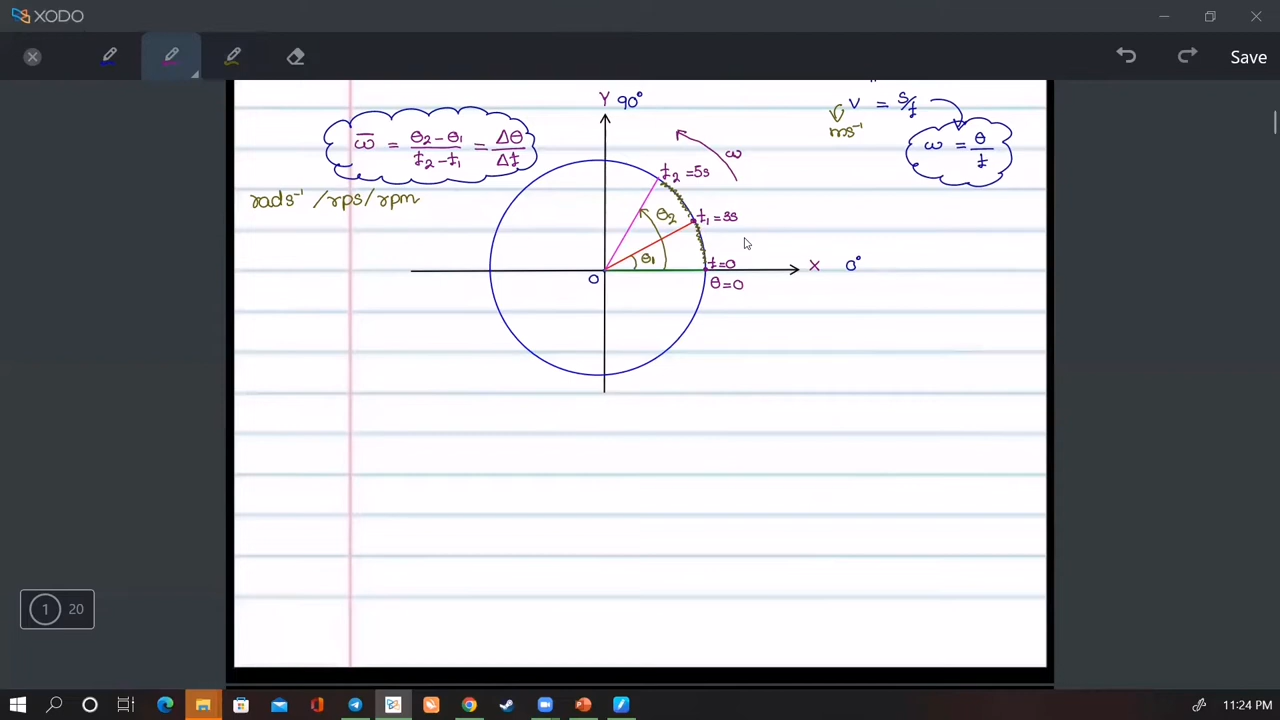 XODO
Save
Y 90°
v = s/t
ms⁻¹
ω = θ/t
ω̅ = θ2-θ1/t2-t1 = Δθ/Δt
rads⁻¹ /rps/rpm
ω
t2 =5s
θ2
t1=3s
θ1
t=0
X 0°
O
θ=0
1 20
11:24 PM